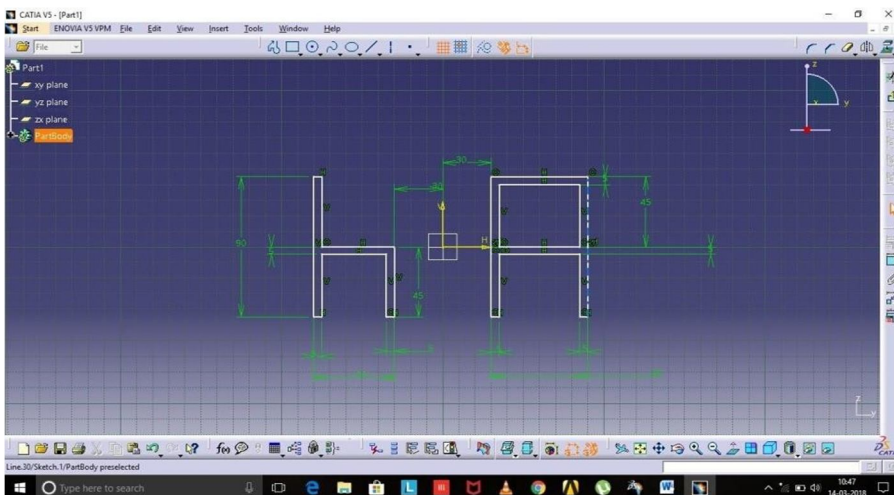 CATIA V5 - [Part1]
Start ENOVIA V5 VPM File Edit View Insert Tools Window Help
File
Part1
xy plane
yz plane
zx plane
PartBody
z
x y
30
45
90
H
45
z
y
Line.30/Sketch.1/PartBody preselected
Type here to search
10:47
14-03-2018